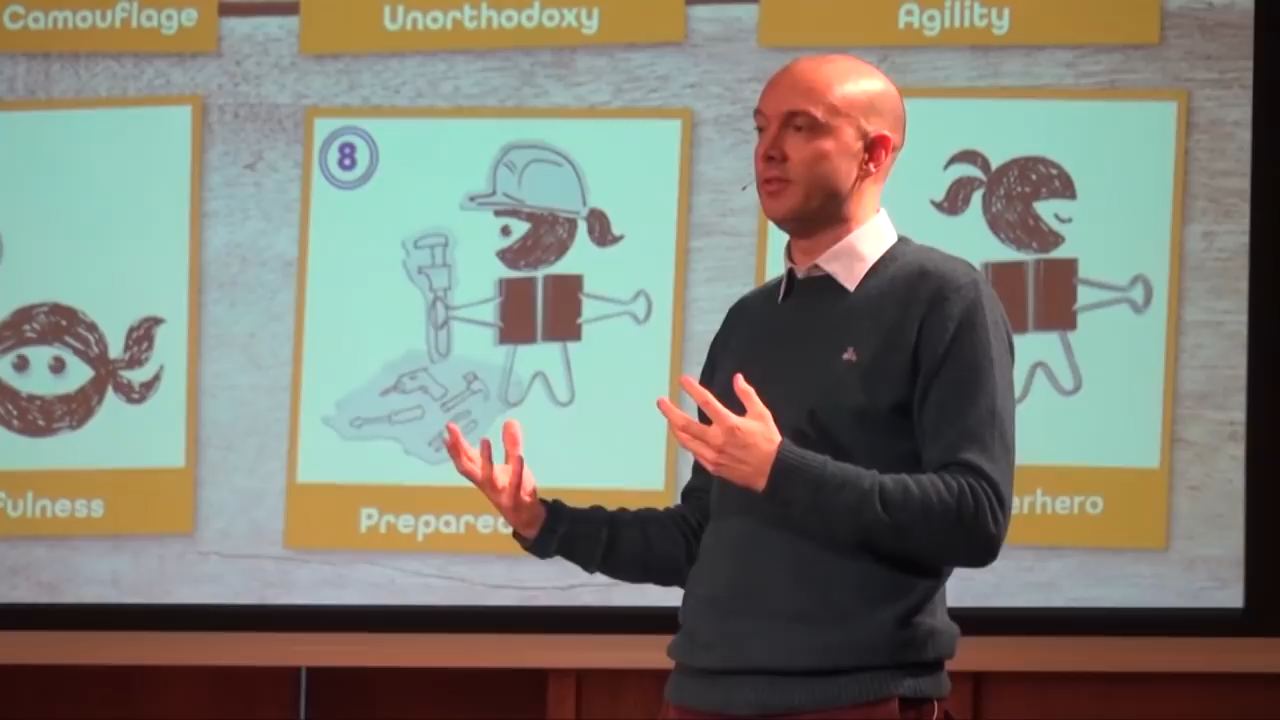 Camouflage
Unorthodoxy
Agility
8
fulness
Prepared
erhero